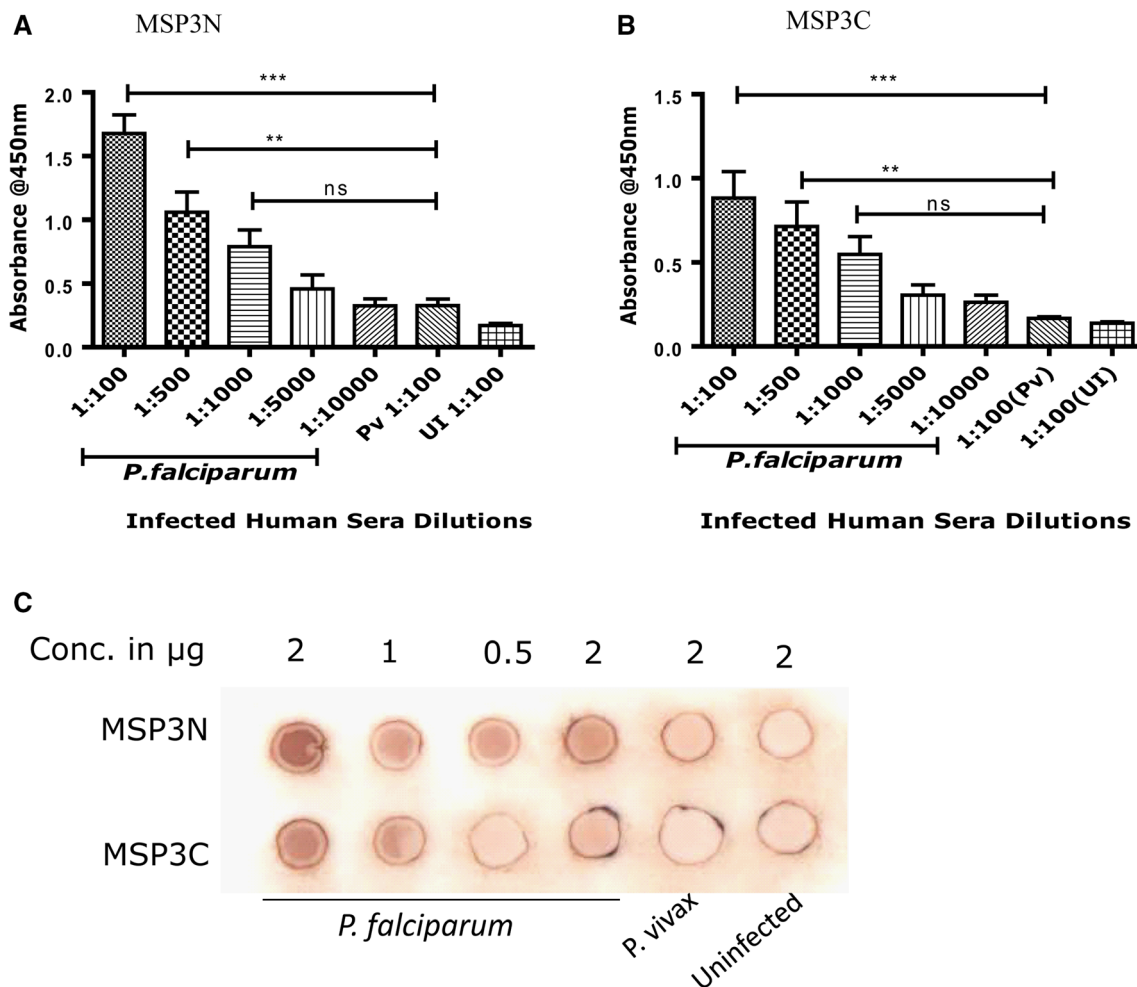 A
MSP3N
Absorbance @450nm
2.0
1.5
1.0
0.5
0.0
***
**
ns
1:100
1:500
1:1000
1:5000
1:10000
Pv 1:100
UI 1:100
P.falciparum
Infected Human Sera Dilutions
B
MSP3C
Absorbance @450nm
1.5
1.0
0.5
0.0
***
**
ns
1:100
1:500
1:1000
1:5000
1:10000
1:100(Pv)
1:100(UI)
P.falciparum
Infected Human Sera Dilutions
C
Conc. in μg 2 1 0.5 2 2 2
MSP3N
MSP3C
P. falciparum
P. vivax
Uninfected